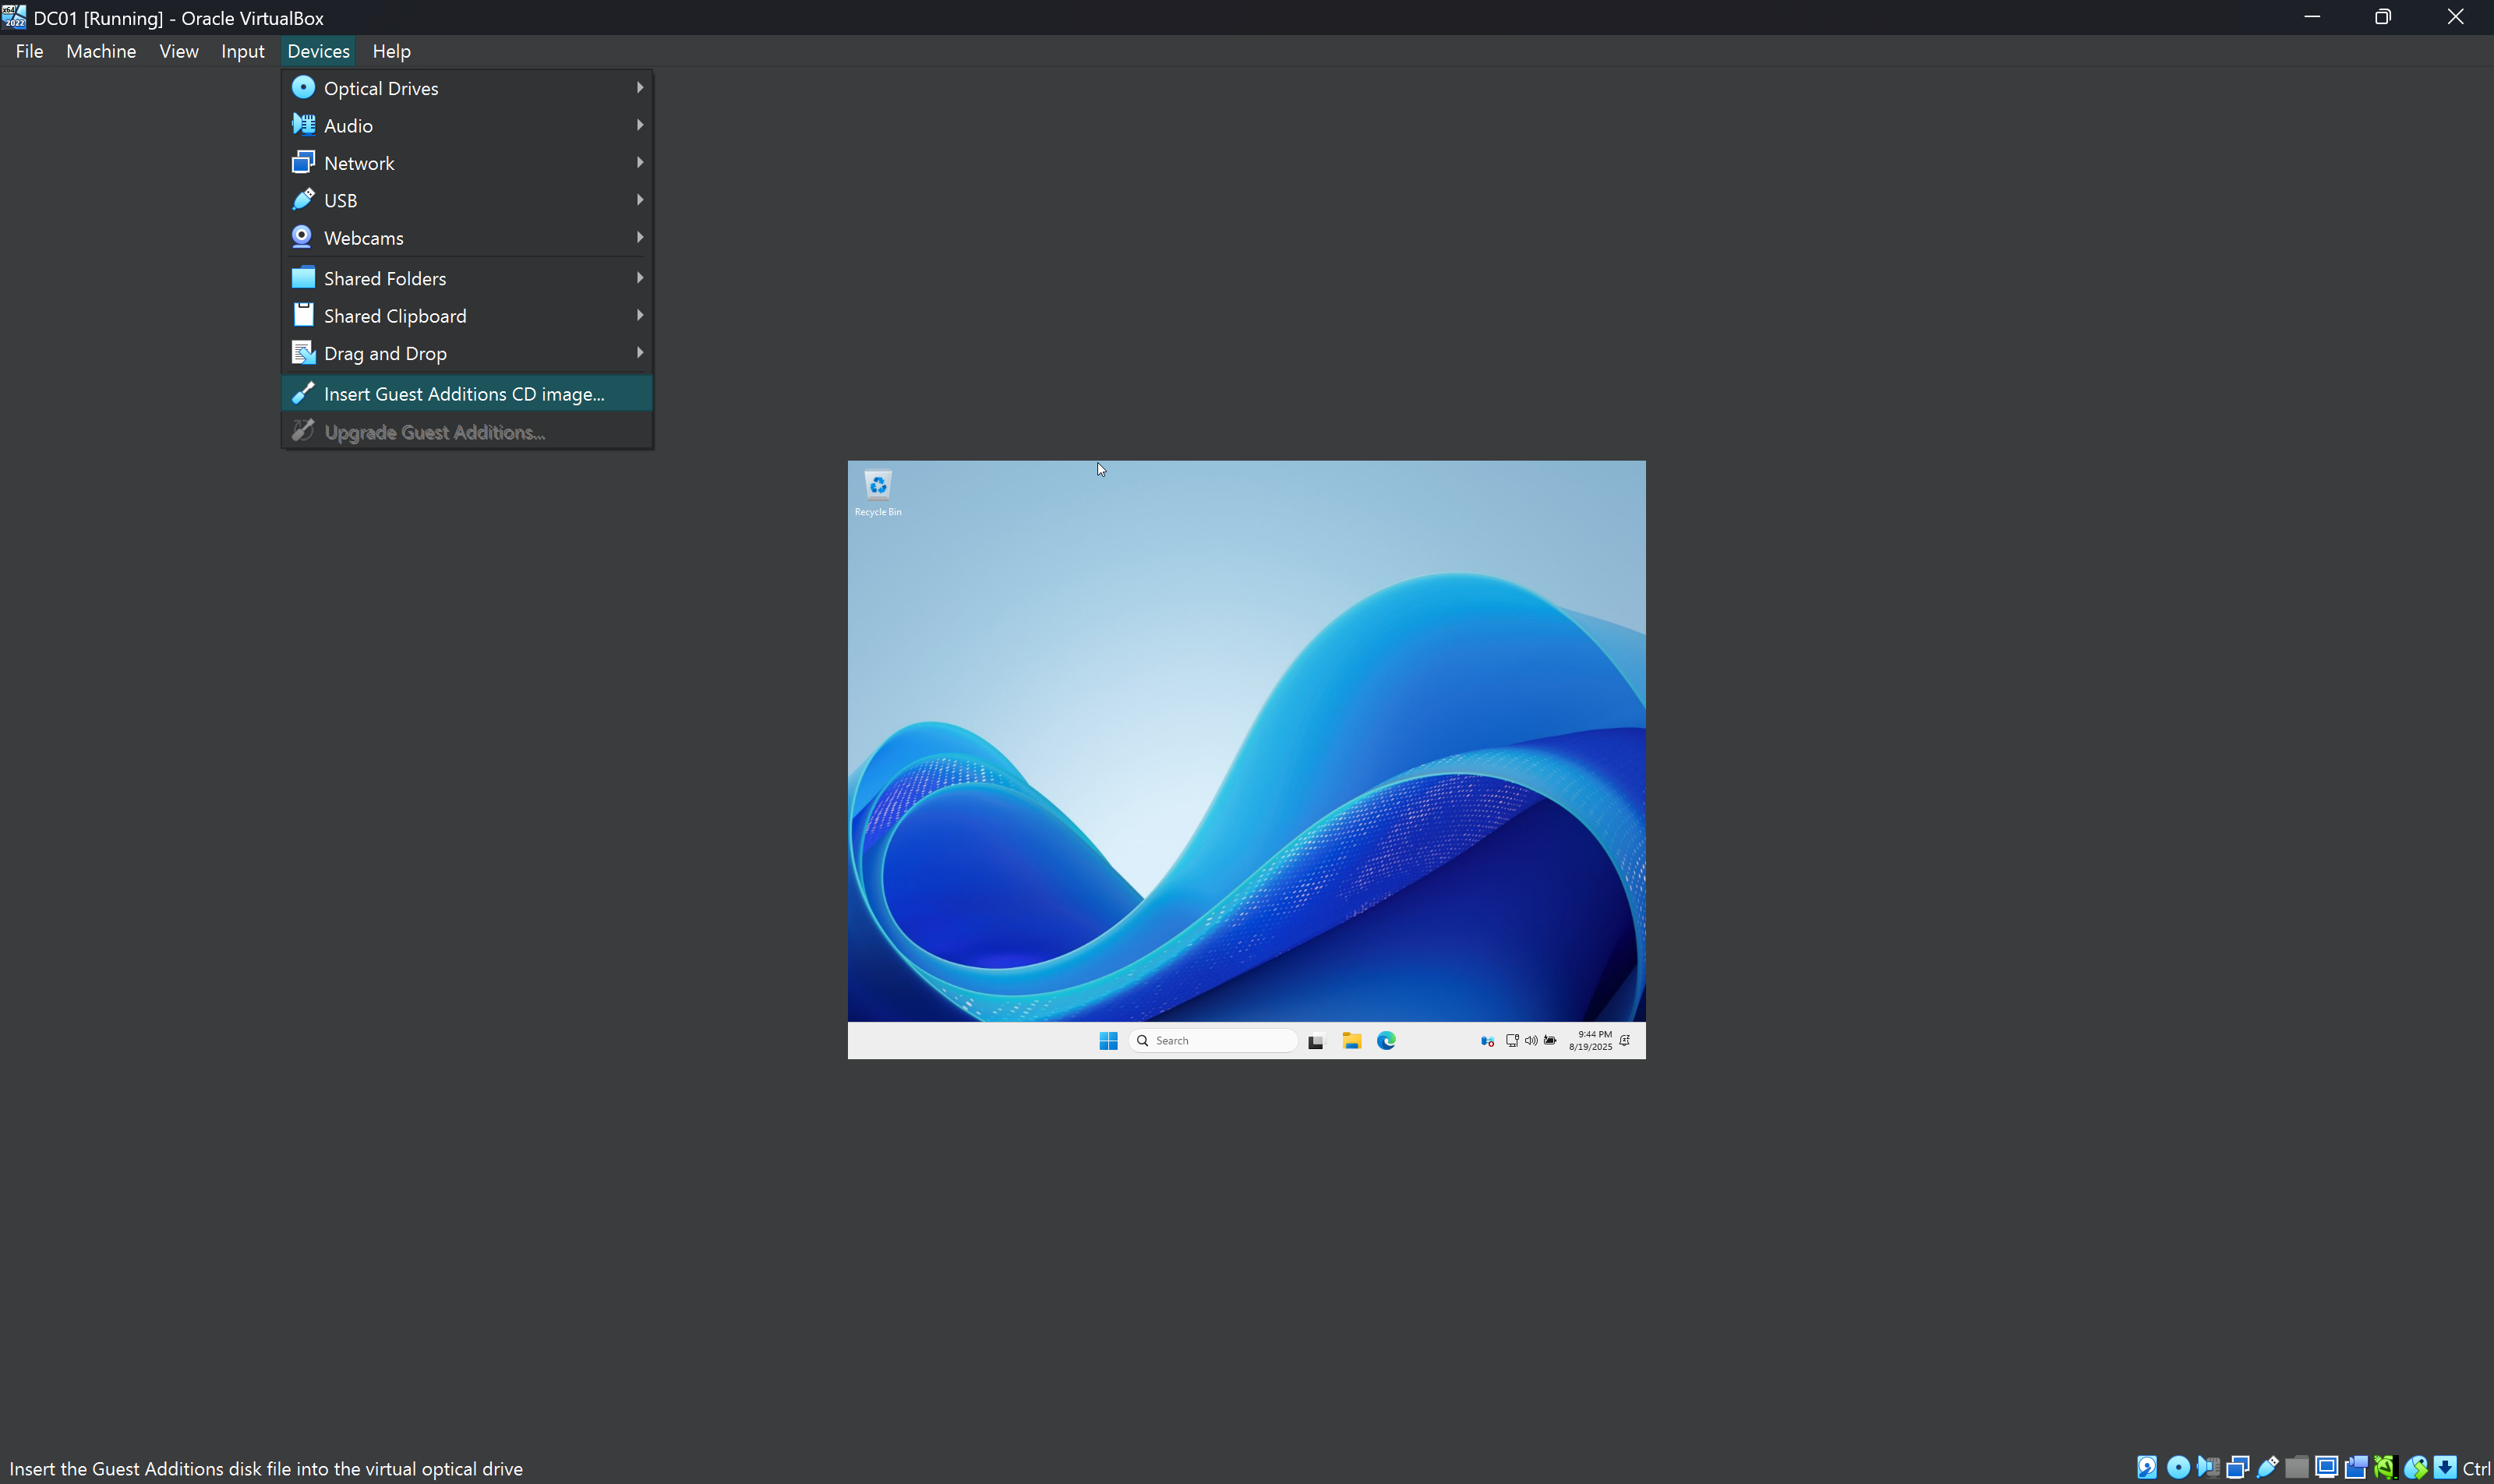 DC01 [Running] - Oracle VirtualBox
File Machine View Input Devices Help
Optical Drives
Audio
Network
USB
Webcams
Shared Folders
Shared Clipboard
Drag and Drop
Insert Guest Additions CD image...
Upgrade Guest Additions...
Recycle Bin
Search
9:44 PM
8/19/2025
Insert the Guest Additions disk file into the virtual optical drive
Ctrl